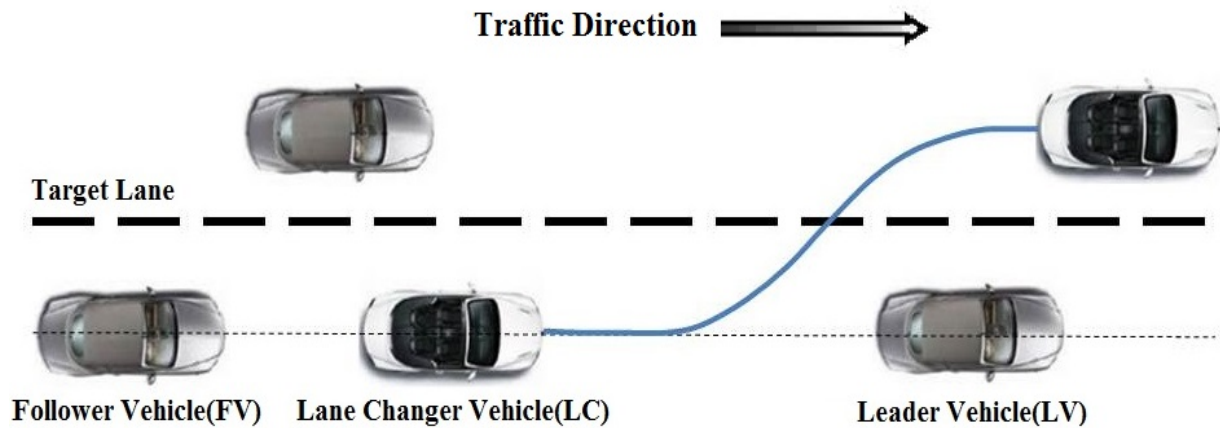 Traffic Direction
Target Lane
Follower Vehicle(FV)
Lane Changer Vehicle(LC)
Leader Vehicle(LV)